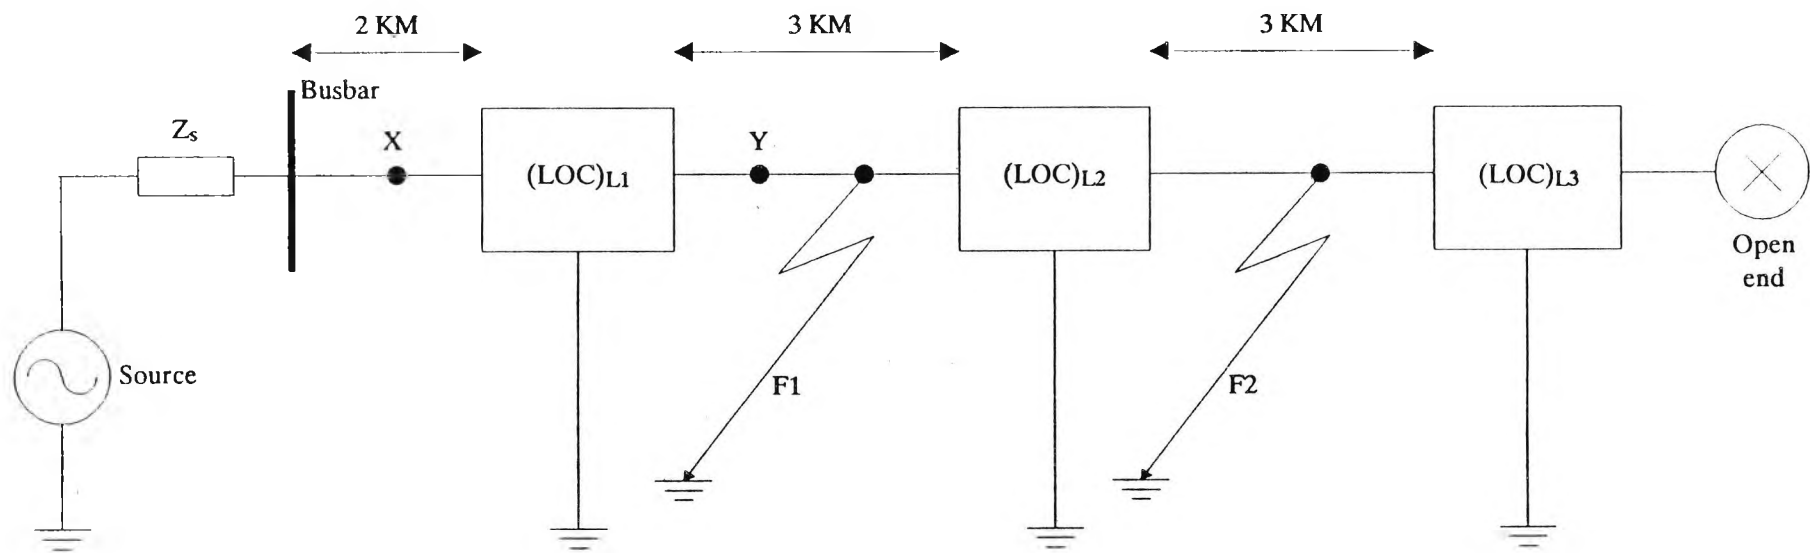 2 KM
3 KM
3 KM
Busbar
Zs
X
Y
(LOC)L1
(LOC)L2
(LOC)L3
Open
end
Source
F1
F2